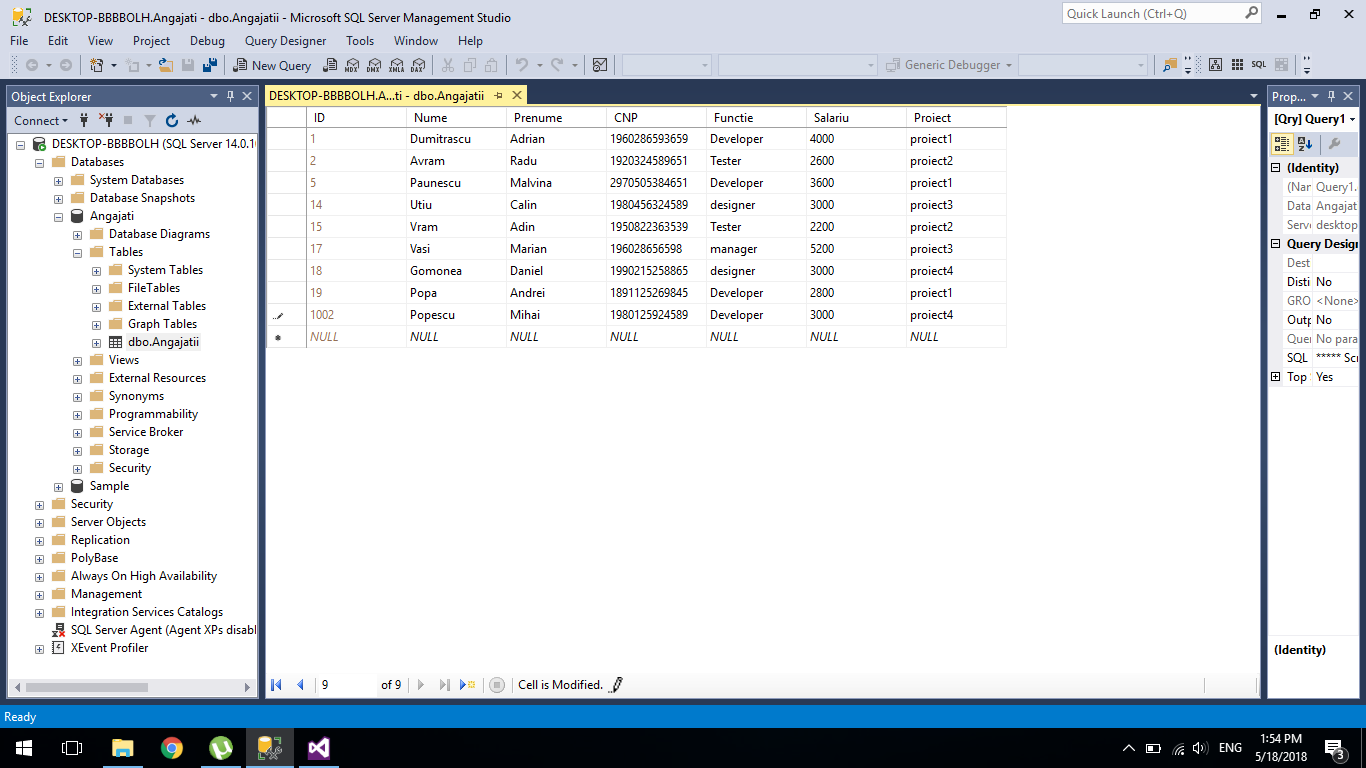 DESKTOP-BBBBOLH.Angajati - dbo.Angajatii - Microsoft SQL Server Management Studio
Quick Launch (Ctrl+Q)
File Edit View Project Debug Query Designer Tools Window Help
New Query MDX DMX XMLA DAX Generic Debugger SQL
Object Explorer
Connect
DESKTOP-BBBBOLH (SQL Server 14.0.10
Databases
System Databases
Database Snapshots
Angajati
Database Diagrams
Tables
System Tables
FileTables
External Tables
Graph Tables
dbo.Angajatii
Views
External Resources
Synonyms
Programmability
Service Broker
Storage
Security
Sample
Security
Server Objects
Replication
PolyBase
Always On High Availability
Management
Integration Services Catalogs
SQL Server Agent (Agent XPs disabl
XEvent Profiler
DESKTOP-BBBBOLH.A...ti - dbo.Angajatii
ID Nume Prenume CNP Functie Salariu Proiect
1 Dumitrascu Adrian 1960286593659 Developer 4000 proiect1
2 Avram Radu 1920324589651 Tester 2600 proiect2
5 Paunescu Malvina 2970505384651 Developer 3600 proiect1
14 Utiu Calin 1980456324589 designer 3000 proiect3
15 Vram Adin 1950822363539 Tester 2200 proiect2
17 Vasi Marian 196028656598 manager 5200 proiect3
18 Gomonea Daniel 1990215258865 designer 3000 proiect4
19 Popa Andrei 1891125269845 Developer 2800 proiect1
1002 Popescu Mihai 1980125924589 Developer 3000 proiect4
NULL NULL NULL NULL NULL NULL NULL
9 of 9 Cell is Modified.
Prop...
[Qry] Query1
(Identity)
(Nar Query1.
Data Angajat
Serv desktop
Query Desig
Dest
Disti No
GRO <None>
Outp No
Quer No para
SQL ***** Scr
Top Yes
(Identity)
Ready
ENG
1:54 PM
5/18/2018
3